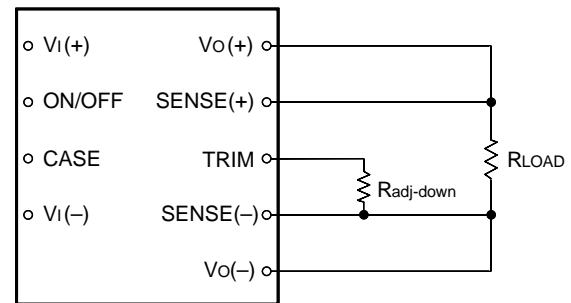 VI(+) VO(+)
ON/OFF SENSE(+)
CASE TRIM RLOAD
Radj-down
VI(–) SENSE(–)
VO(–)